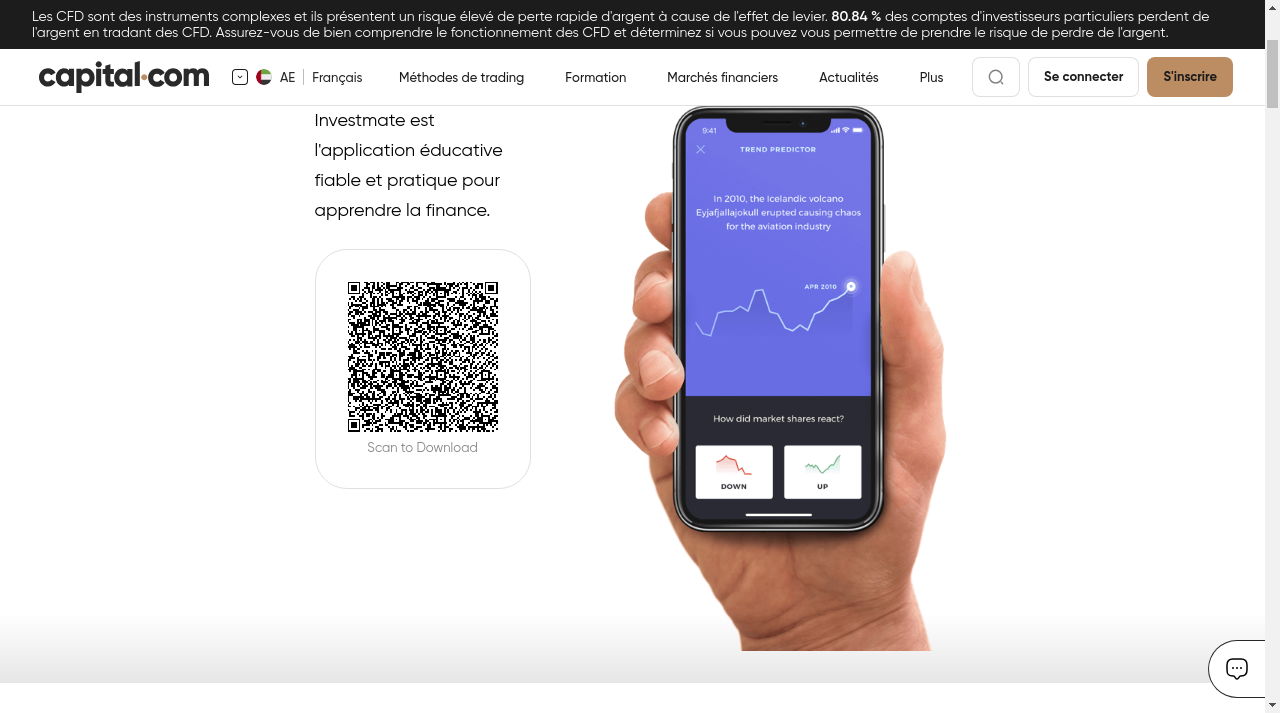 Les CFD sont des instruments complexes et ils présentent un risque élevé de perte rapide d'argent à cause de l'effet de levier. 80.84 % des comptes d'investisseurs particuliers perdent de
l'argent en tradant des CFD. Assurez-vous de bien comprendre le fonctionnement des CFD et déterminez si vous pouvez vous permettre de prendre le risque de perdre de l'argent.
capital.com
AE
Français
Méthodes de trading
Formation
Marchés financiers
Actualités
Plus
Se connecter
S'inscrire
Investmate est
l'application éducative
fiable et pratique pour
apprendre la finance.
Scan to Download
9:41
TREND PREDICTOR
In 2010, the Icelandic volcano
Eyjafjallajokull erupted causing chaos
for the aviation industry
APR 2010
How did market shares react?
DOWN
UP